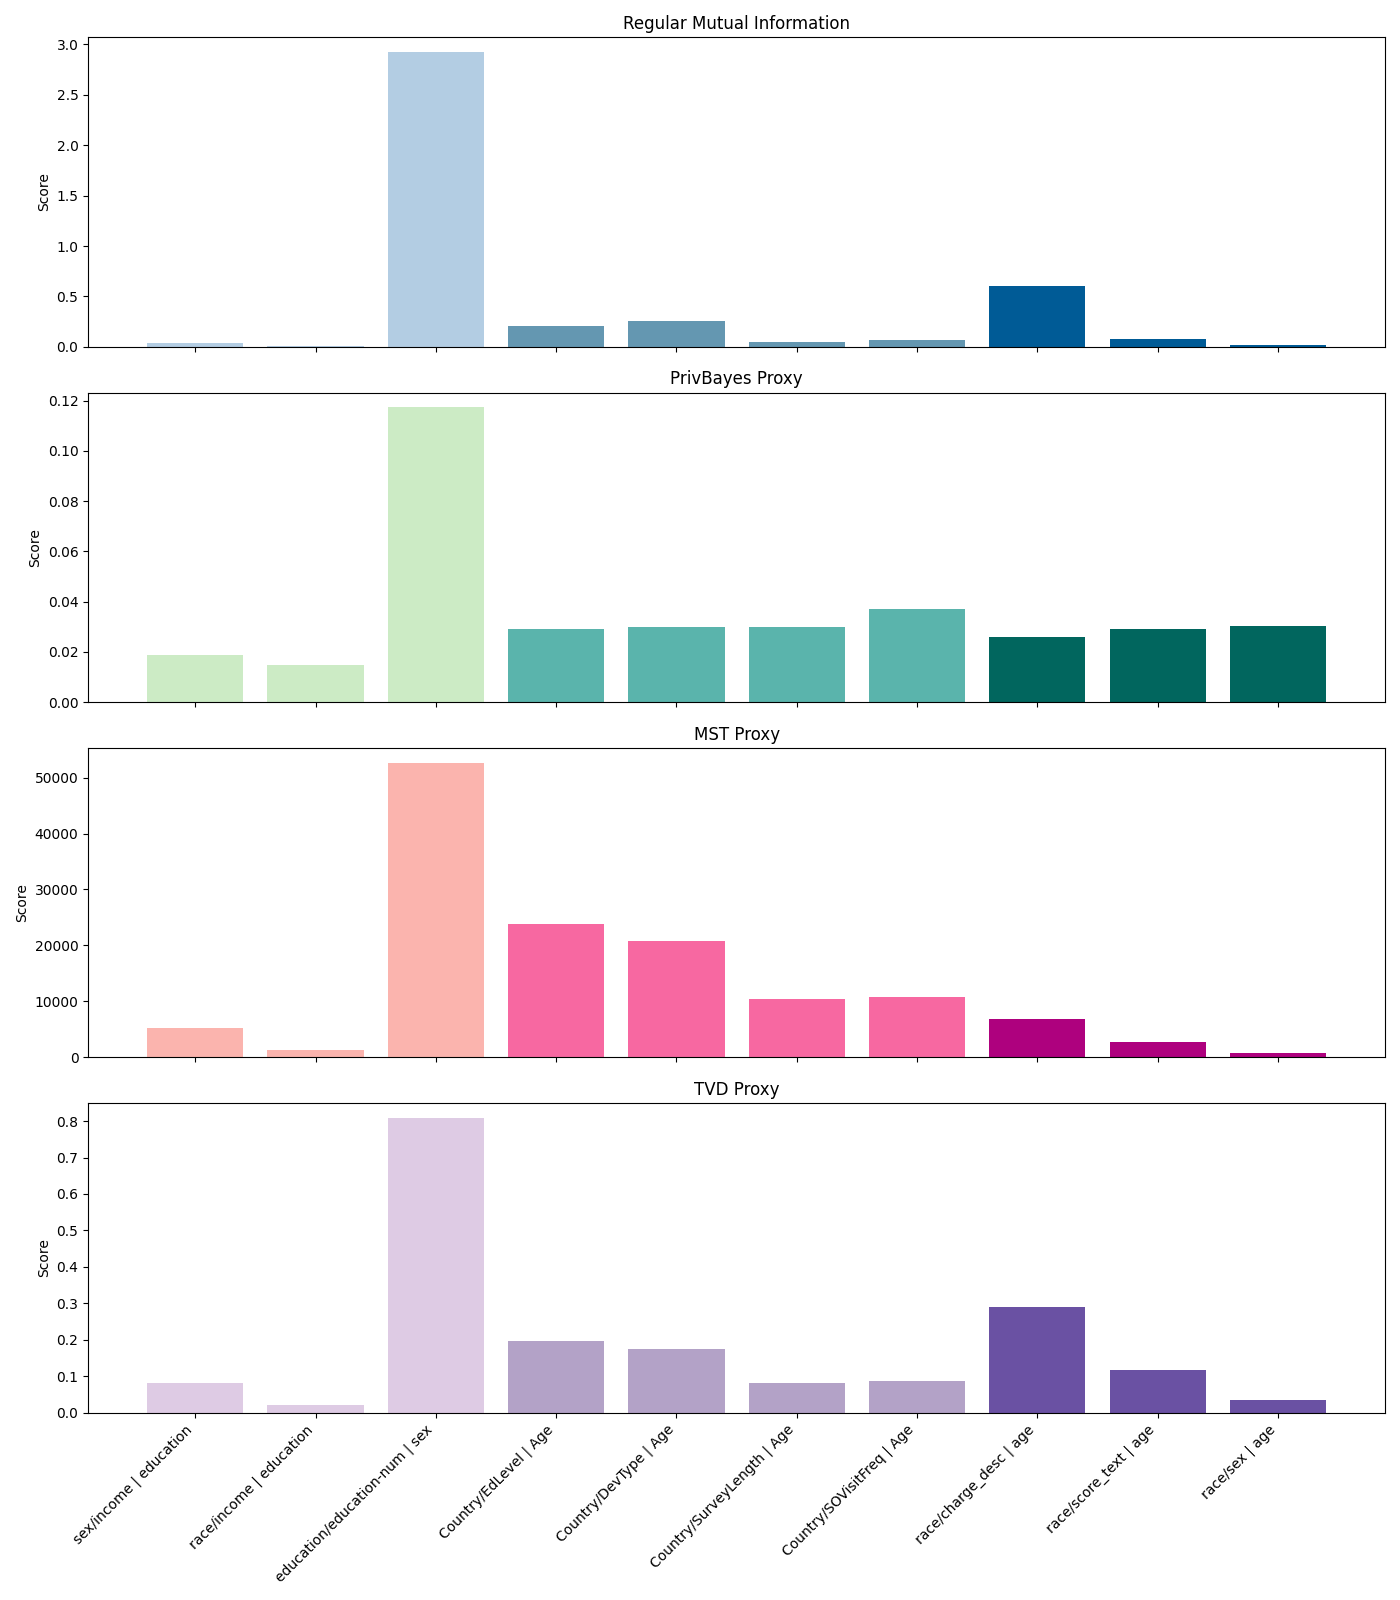 Regular Mutual Information
3.0
2.5
2.0
1.5
1.0
0.5
0.0
Score
PrivBayes Proxy
0.12
0.10
0.08
0.06
0.04
0.02
0.00
Score
MST Proxy
50000
40000
30000
20000
10000
0
Score
TVD Proxy
0.8
0.7
0.6
0.5
0.4
0.3
0.2
0.1
0.0
Score
sex/income | education
race/income | education
education/education-num | sex
Country/EdLevel | Age
Country/DevType | Age
Country/SurveyLength | Age
Country/SOVisitFreq | Age
race/charge_desc | age
race/score_text | age
race/sex | age